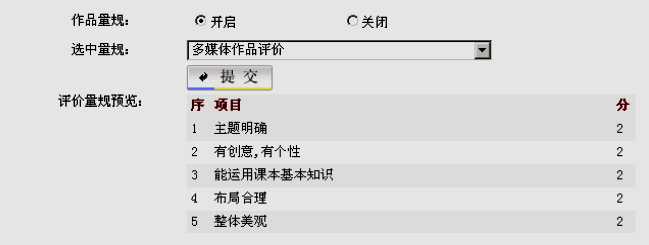 作品量规: 开启 关闭
选中量规: 多媒体作品评价
提 交
评价量规预览:
序 项目 分
1 主题明确 2
2 有创意,有个性 2
3 能运用课本基本知识 2
4 布局合理 2
5 整体美观 2